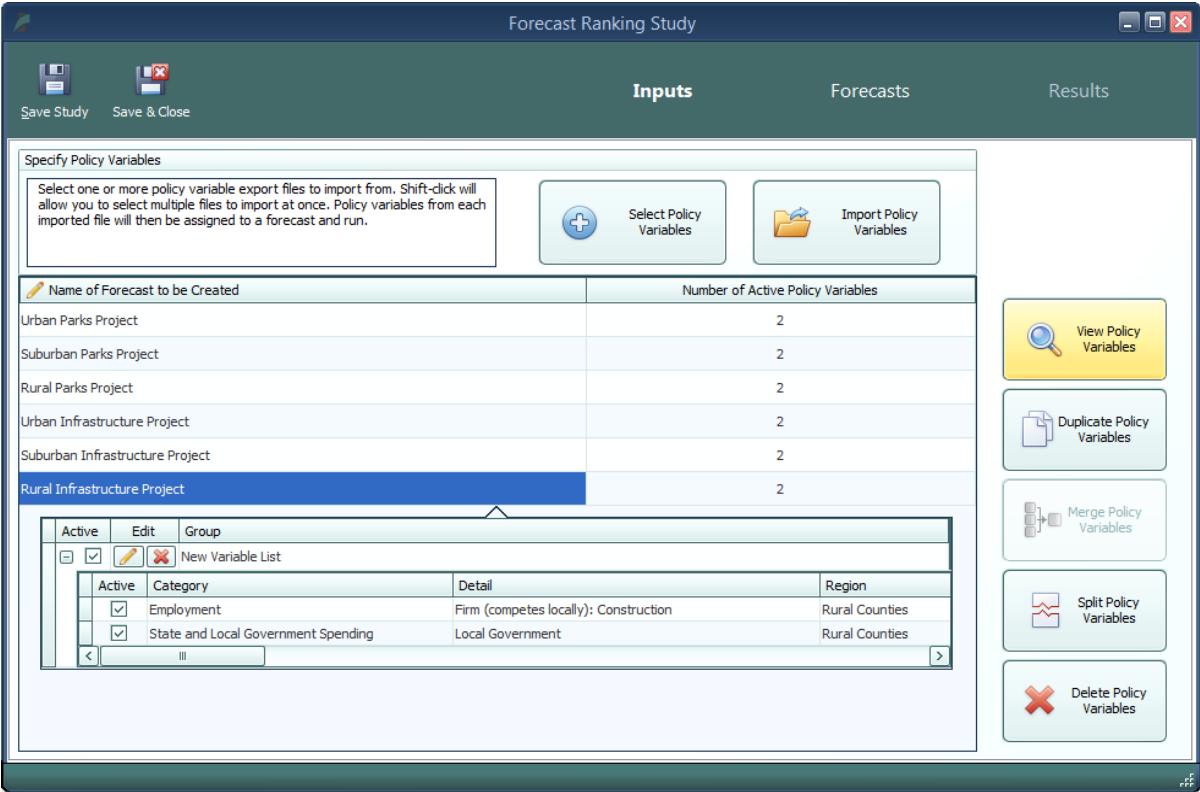 Forecast Ranking Study
Save Study
Save & Close
Inputs
Forecasts
Results
Specify Policy Variables
Select one or more policy variable export files to import from. Shift-click will
allow you to select multiple files to import at once. Policy variables from each
imported file will then be assigned to a forecast and run.
Select Policy
Variables
Import Policy
Variables
Name of Forecast to be Created
Number of Active Policy Variables
Urban Parks Project
2
Suburban Parks Project
2
Rural Parks Project
2
Urban Infrastructure Project
2
Suburban Infrastructure Project
2
Rural Infrastructure Project
2
Active
Edit
Group
New Variable List
Active
Category
Detail
Region
Employment
Firm (competes locally): Construction
Rural Counties
State and Local Government Spending
Local Government
Rural Counties
View Policy
Variables
Duplicate Policy
Variables
Merge Policy
Variables
Split Policy
Variables
Delete Policy
Variables